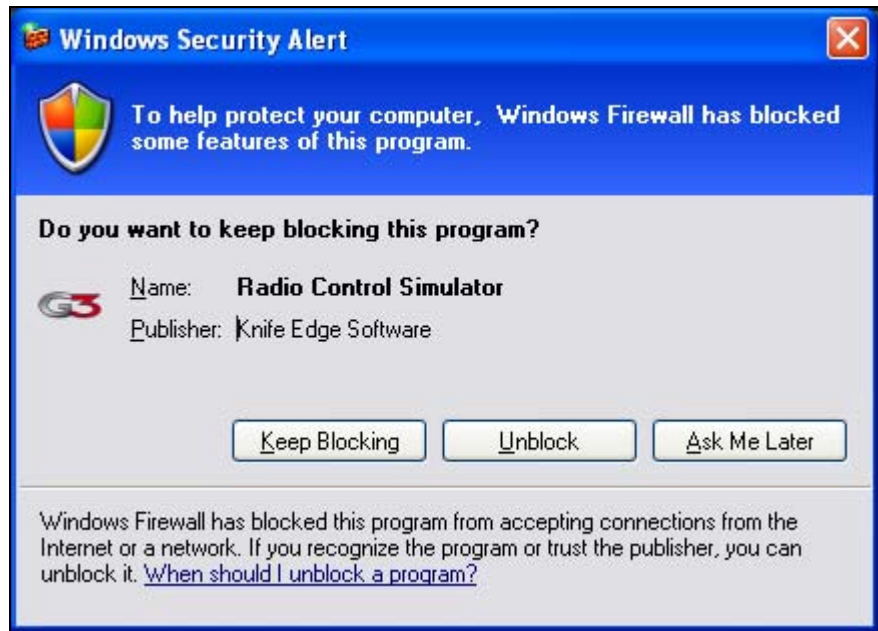 Windows Security Alert
To help protect your computer, Windows Firewall has blocked
some features of this program.
Do you want to keep blocking this program?
G3
Name: Radio Control Simulator
Publisher: Knife Edge Software
Keep Blocking Unblock Ask Me Later
Windows Firewall has blocked this program from accepting connections from the
Internet or a network. If you recognize the program or trust the publisher, you can
unblock it. When should I unblock a program?